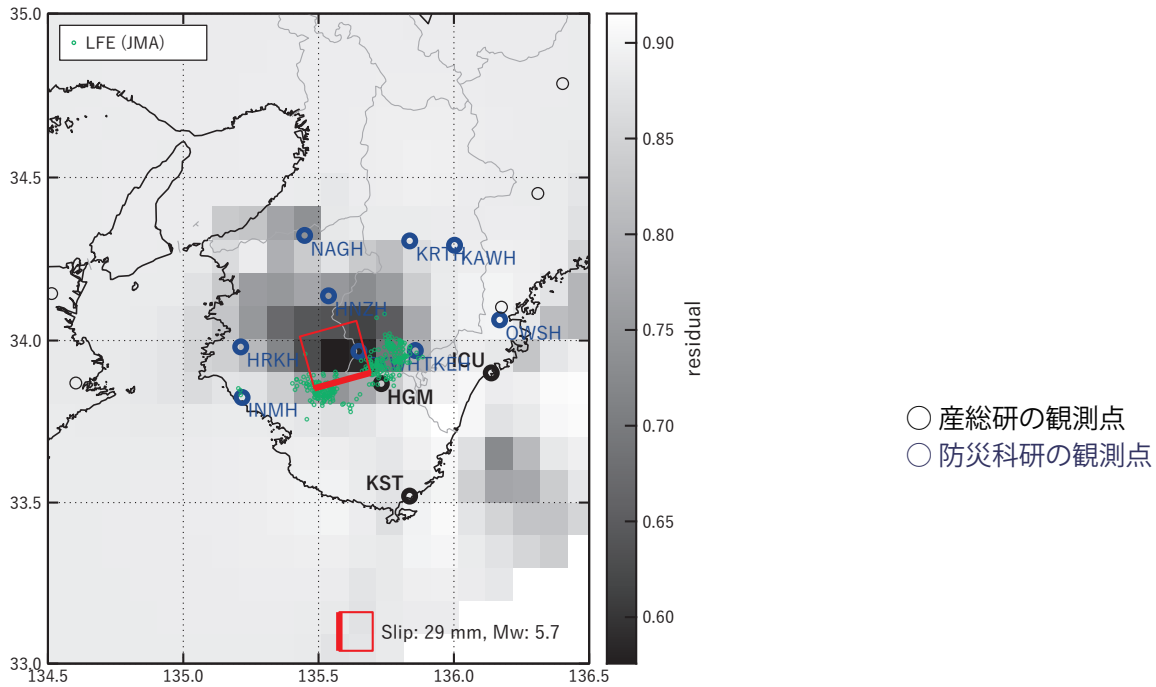 35.0
LFE (JMA)
0.90
0.85
34.5
NAGH
KRTH
KAWH
0.80
HNZH
OWSH
0.75
34.0
HRKH
HTKEH
ICU
residual
HGM
INMH
0.70
○ 産総研の観測点
○ 防災科研の観測点
KST
33.5
0.65
0.60
Slip: 29 mm, Mw: 5.7
33.0
134.5
135.0
135.5
136.0
136.5